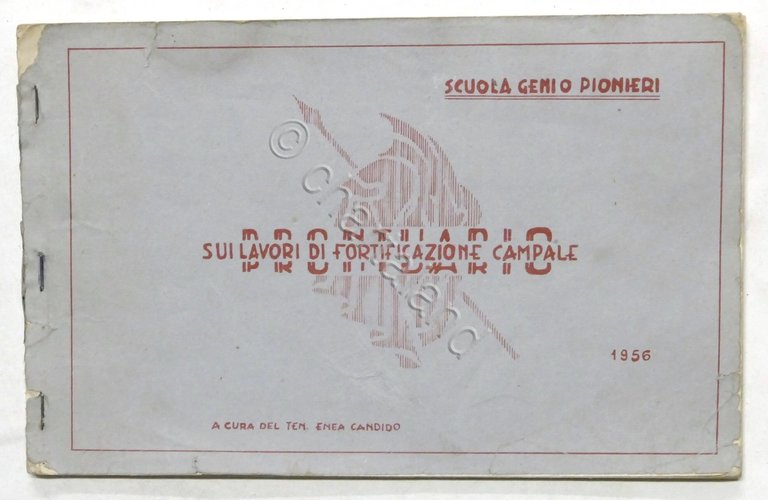 SCUOLA GENIO PIONIERI
PRONTUARIO
SUI LAVORI DI FORTIFICAZIONE CAMPALE
1956
A CURA DEL TEN. ENEA CANDIDO